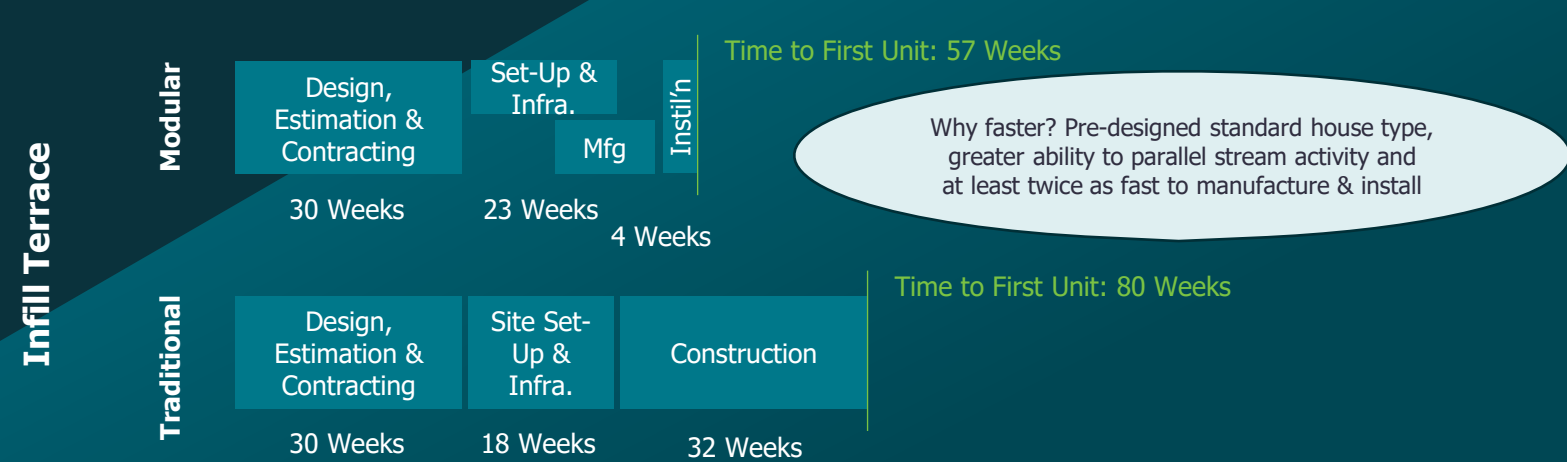 Infill Terrace
Modular
Design,
Estimation &
Contracting
Set-Up &
Infra.
Mfg
Instil’n
Time to First Unit: 57 Weeks
Why faster? Pre-designed standard house type,
greater ability to parallel stream activity and
at least twice as fast to manufacture & install
30 Weeks
23 Weeks
4 Weeks
Traditional
Design,
Estimation &
Contracting
Site Set-
Up &
Infra.
Construction
Time to First Unit: 80 Weeks
30 Weeks
18 Weeks
32 Weeks